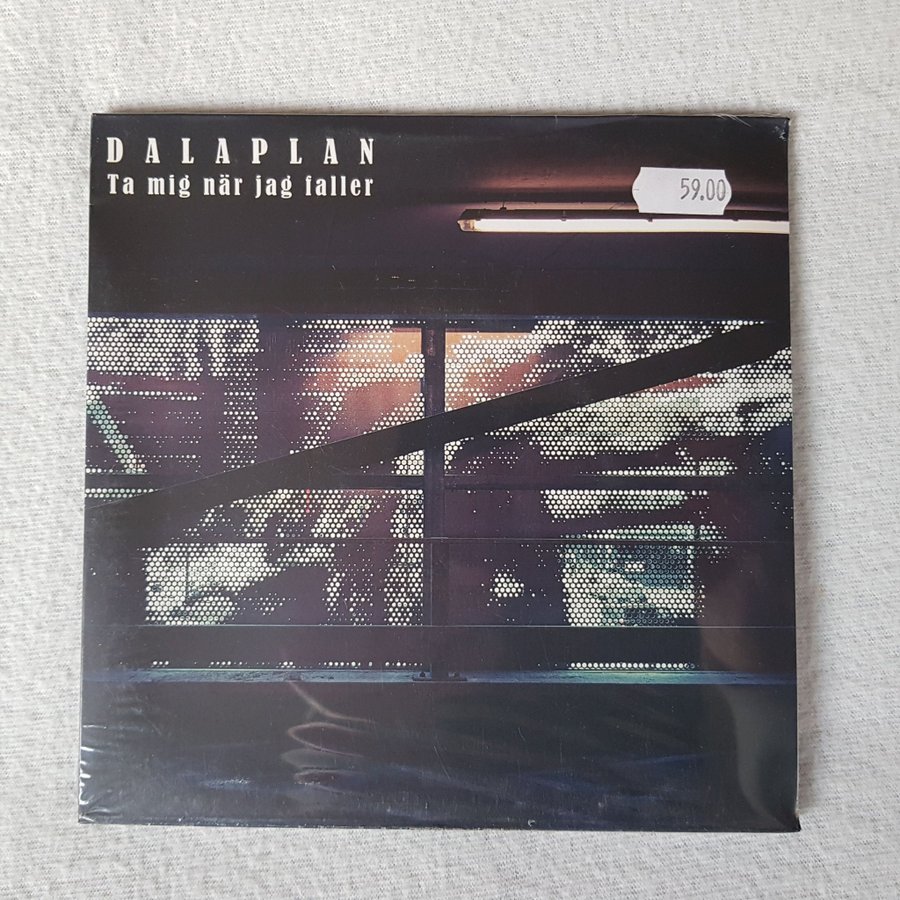 DALAPLAN
Ta mig när jag faller
59.00